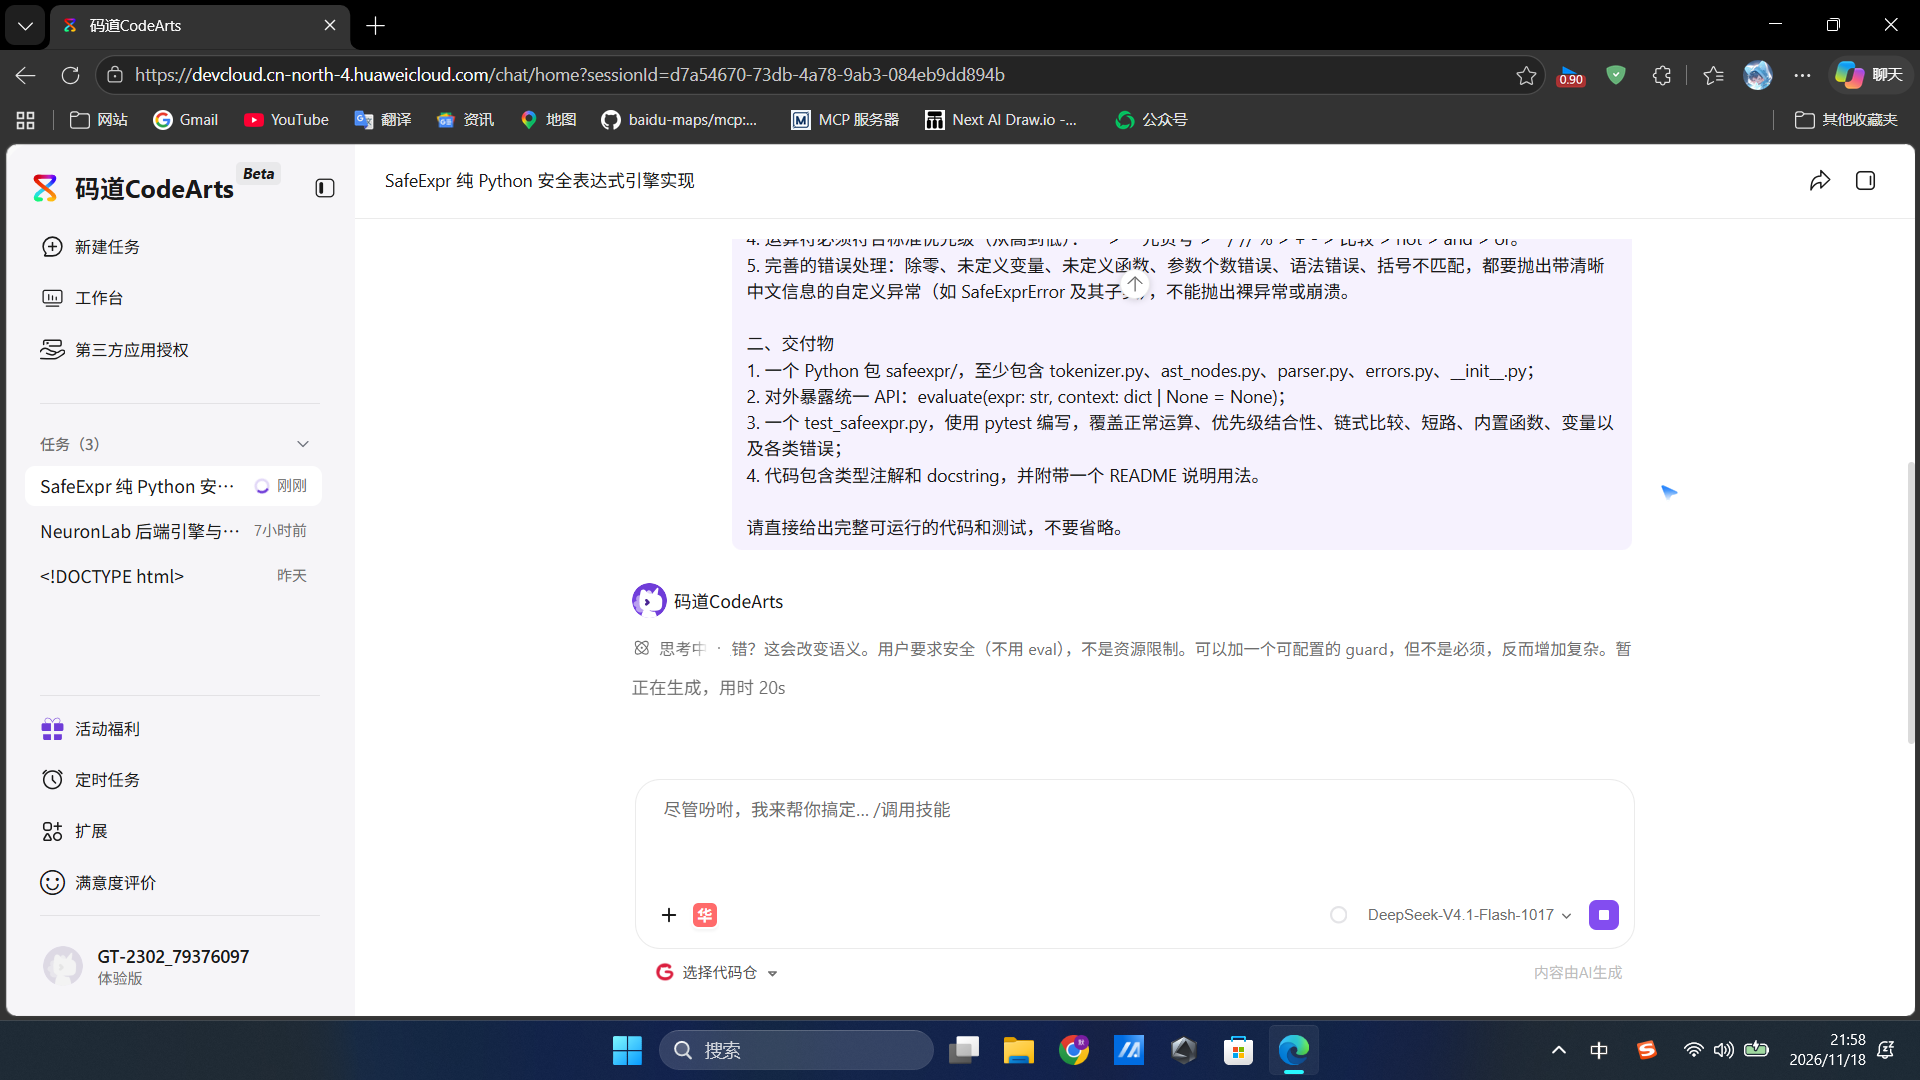 码道CodeArts
https://devcloud.cn-north-4.huaweicloud.com/chat/home?sessionId=d7a54670-73db-4a78-9ab3-084eb9dd894b
0.90
聊天
网站
Gmail
YouTube
翻译
资讯
地图
baidu-maps/mcp:...
MCP 服务器
Next AI Draw.io -...
公众号
其他收藏夹
码道CodeArts
Beta
SafeExpr 纯 Python 安全表达式引擎实现
新建任务
工作台
第三方应用授权
任务（3）
SafeExpr 纯 Python 安···
刚刚
NeuronLab 后端引擎与···
7小时前
<!DOCTYPE html>
昨天
活动福利
定时任务
扩展
满意度评价
GT-2302_79376097
体验版
5. 完善的错误处理：除零、未定义变量、未定义函数、参数个数错误、语法错误、括号不匹配，都要抛出带清晰
中文信息的自定义异常（如 SafeExprError 及其子），不能抛出裸异常或崩溃。
二、交付物
1. 一个 Python 包 safeexpr/，至少包含 tokenizer.py、ast_nodes.py、parser.py、errors.py、__init__.py；
2. 对外暴露统一 API：evaluate(expr: str, context: dict | None = None)；
3. 一个 test_safeexpr.py，使用 pytest 编写，覆盖正常运算、优先级结合性、链式比较、短路、内置函数、变量以
及各类错误；
4. 代码包含类型注解和 docstring，并附带一个 README 说明用法。
请直接给出完整可运行的代码和测试，不要省略。
码道CodeArts
思考中 · 错？这会改变语义。用户要求安全（不用 eval），不是资源限制。可以加一个可配置的 guard，但不是必须，反而增加复杂。暂
正在生成，用时 20s
尽管吩咐，我来帮你搞定... /调用技能
华
DeepSeek-V4.1-Flash-1017
选择代码仓
内容由AI生成
搜索
中
21:58
2026/11/18